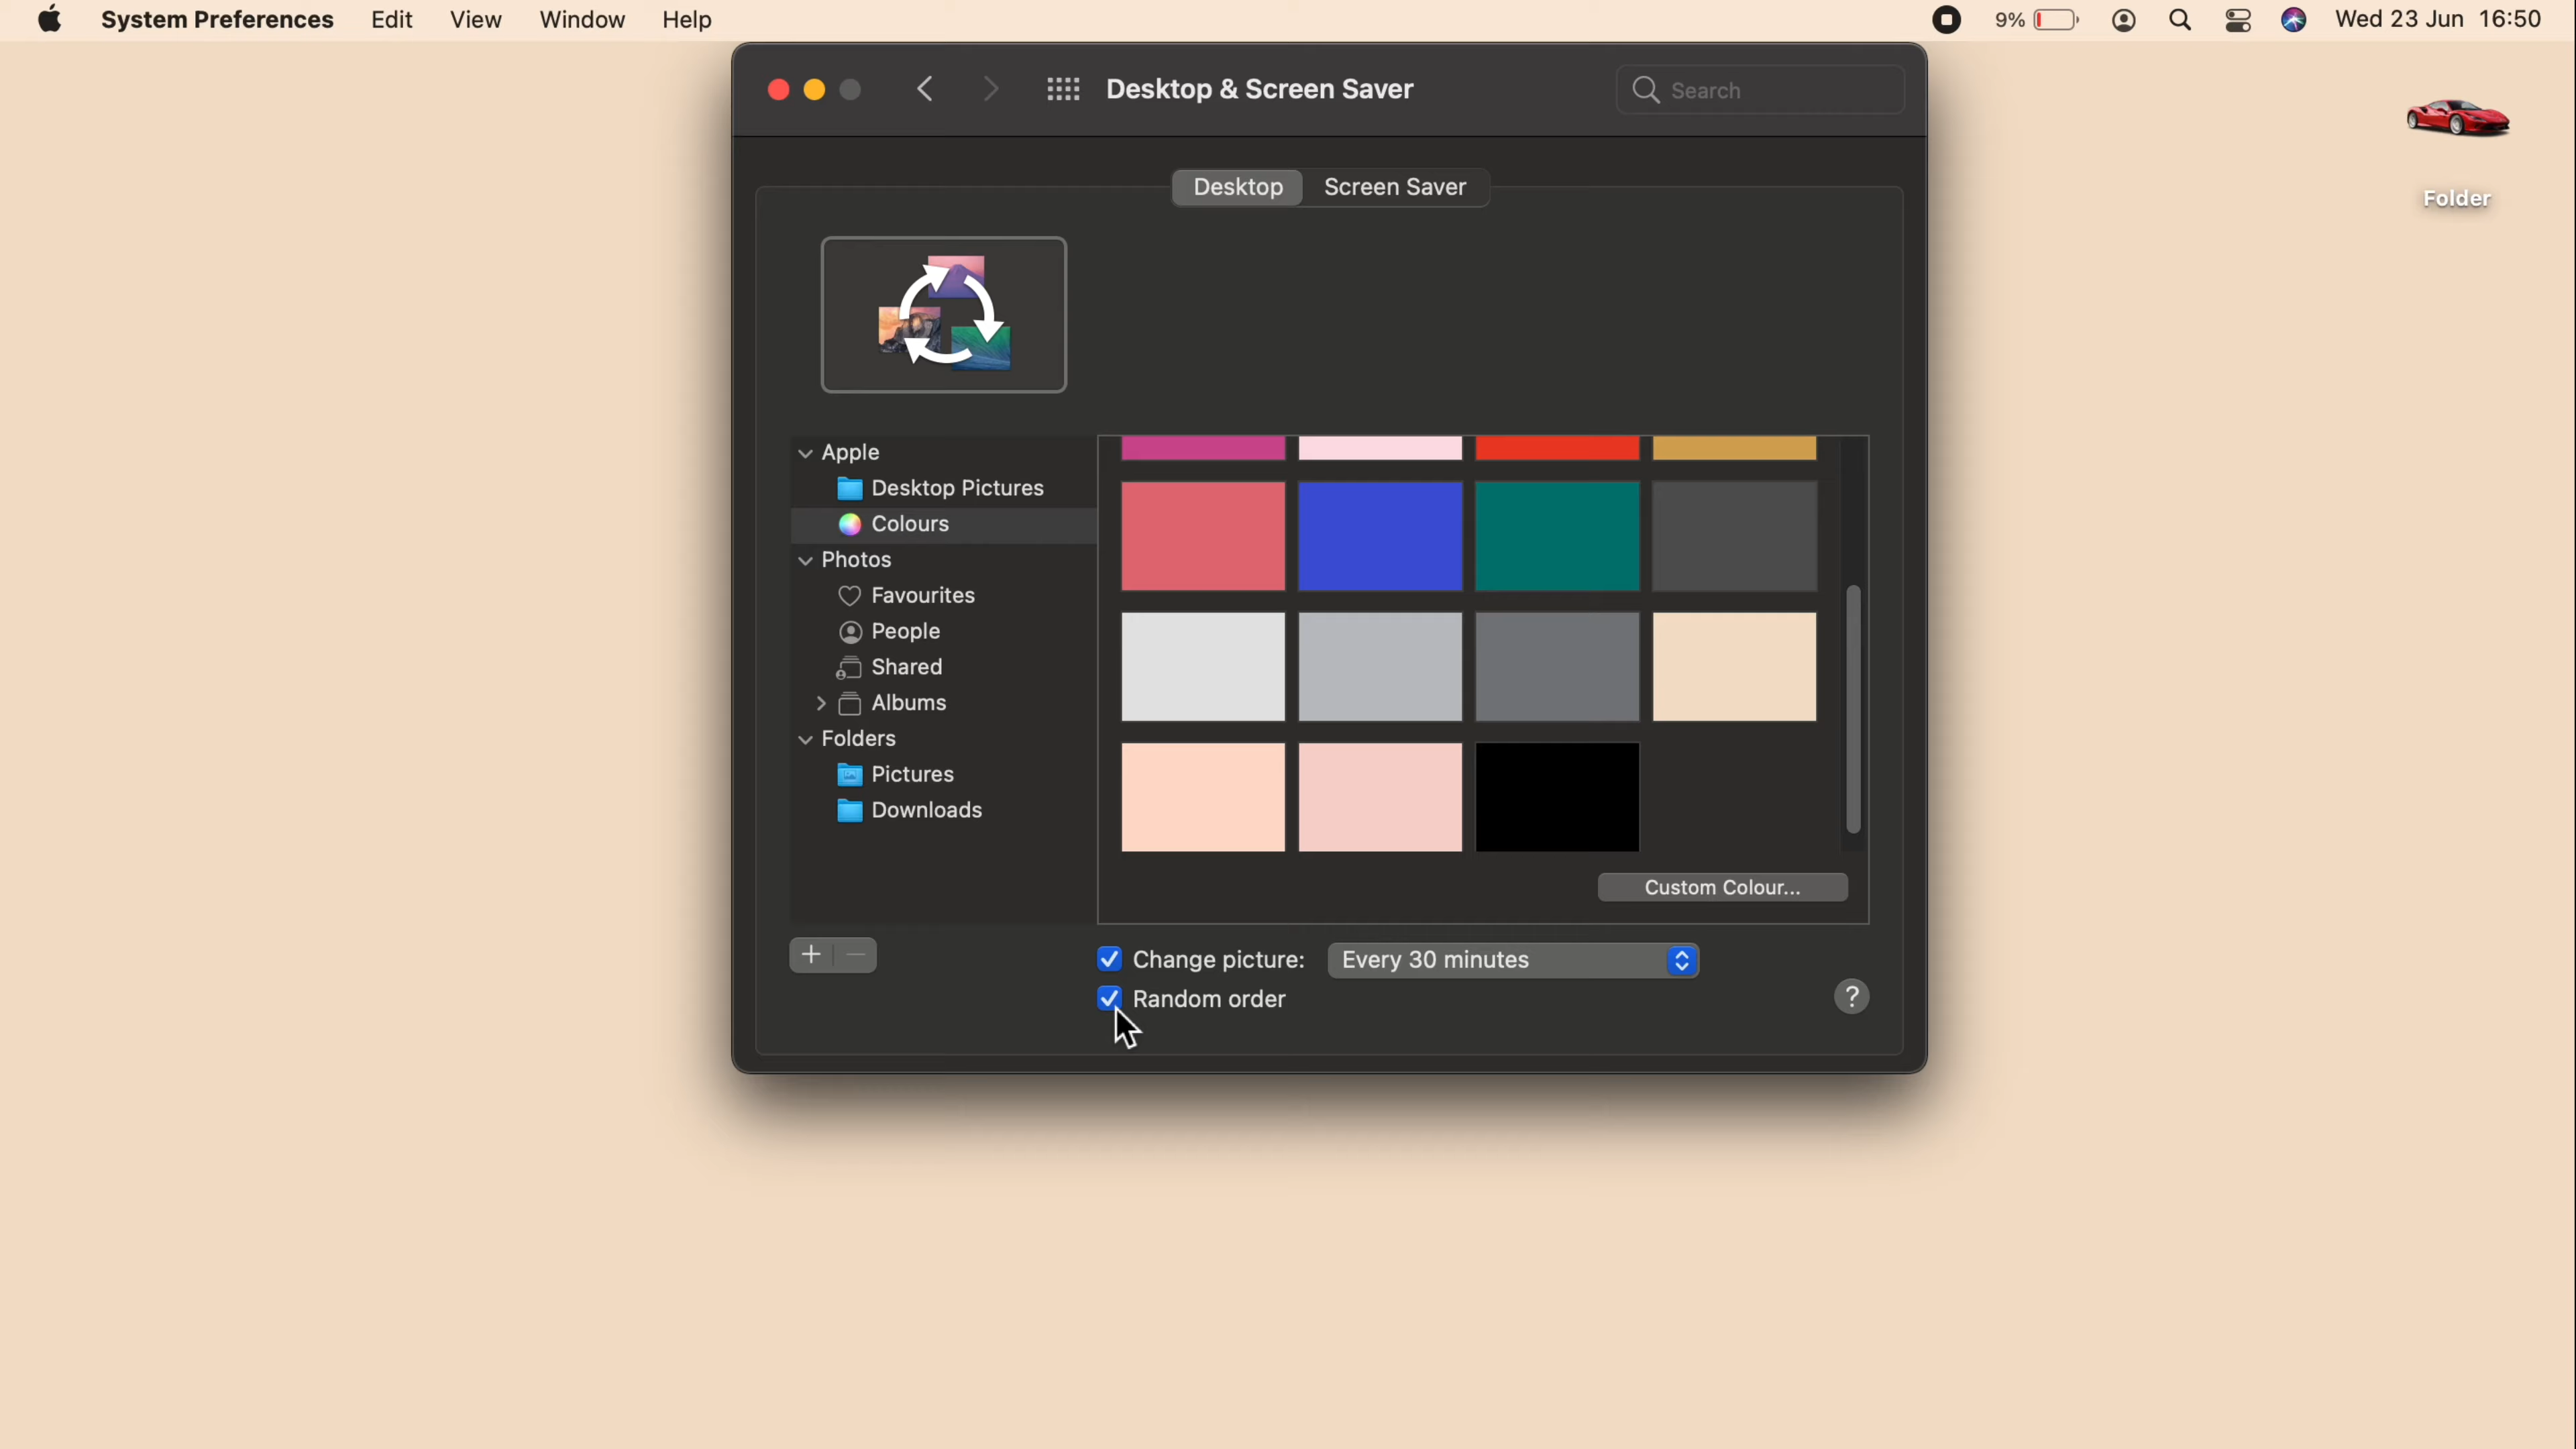 System Preferences Edit View Window Help 9% Wed 23 Jun 16:50
Desktop & Screen Saver
Search
Folder
Desktop Screen Saver
Apple
Desktop Pictures
Colours
Photos
Favourites
People
Shared
Albums
Folders
Pictures
Downloads
Custom Colour...
+ −
Change picture: Every 30 minutes
Random order
?